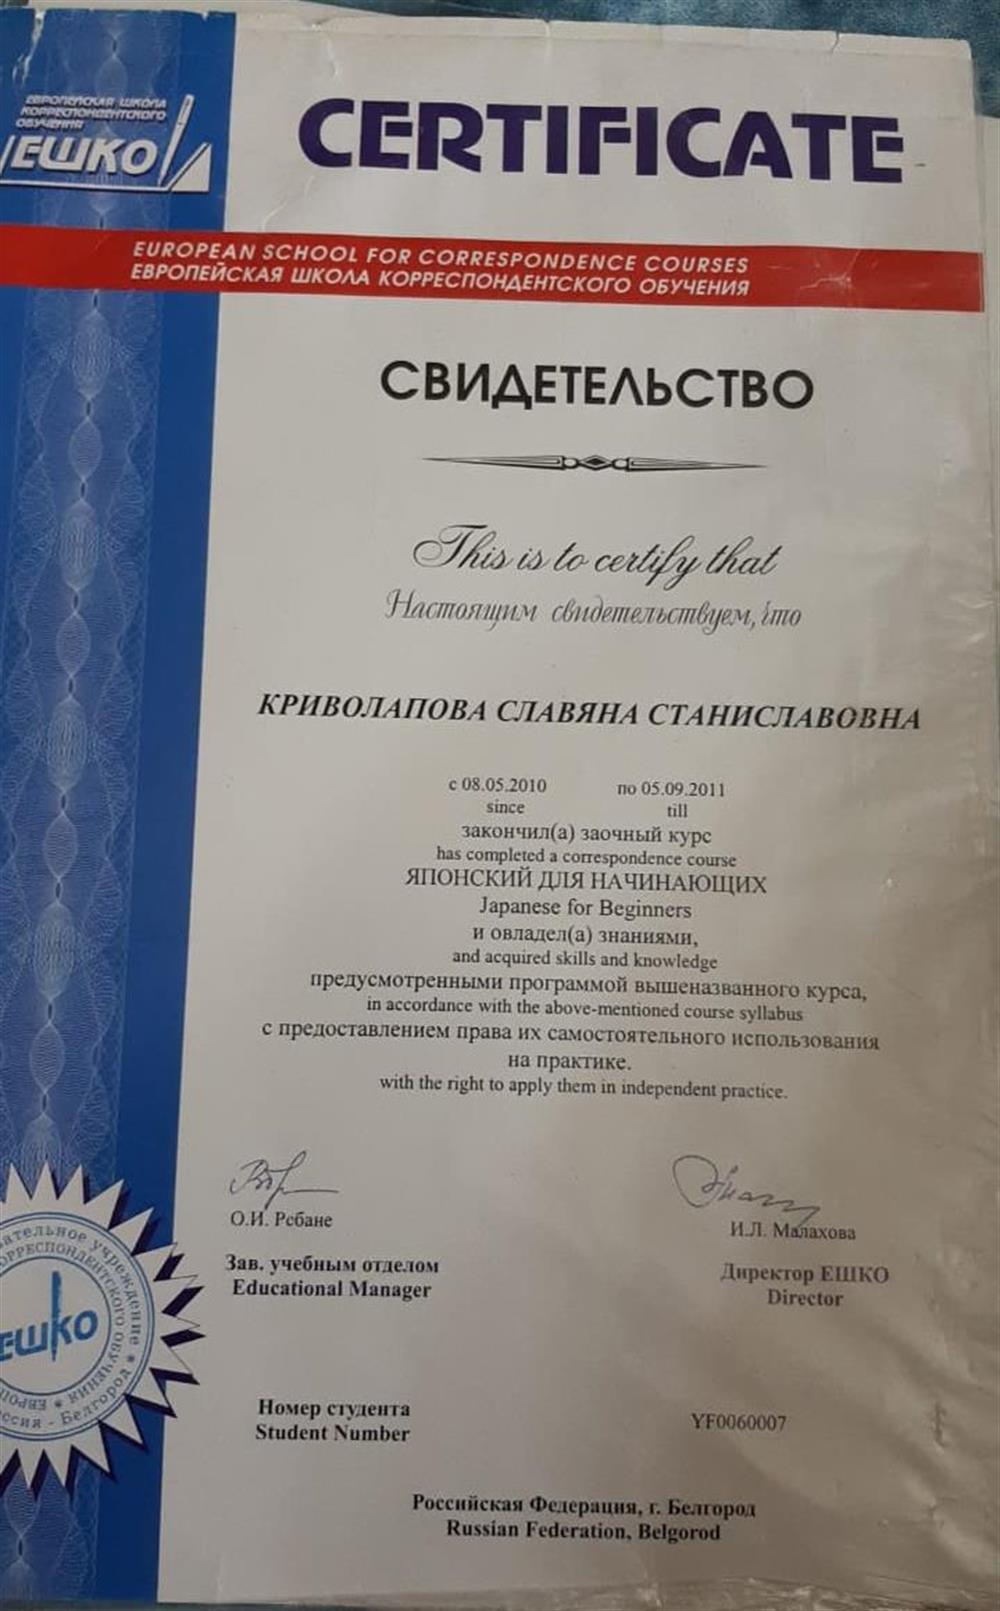 ЕВРОПЕЙСКАЯ ШКОЛА
КОРРЕСПОНДЕНТСКОГО
ОБУЧЕНИЯ
ЕШКО
CERTIFICATE
EUROPEAN SCHOOL FOR CORRESPONDENCE COURSES
ЕВРОПЕЙСКАЯ ШКОЛА КОРРЕСПОНДЕНТСКОГО ОБУЧЕНИЯ
СВИДЕТЕЛЬСТВО
This is to certify that
Настоящим свидетельствуем, что
КРИВОЛАПОВА СЛАВЯНА СТАНИСЛАВОВНА
с 08.05.2010 по 05.09.2011
since till
закончил(а) заочный курс
has completed a correspondence course
ЯПОНСКИЙ ДЛЯ НАЧИНАЮЩИХ
Japanese for Beginners
и овладел(а) знаниями,
and acquired skills and knowledge
предусмотренными программой вышеназванного курса,
in accordance with the above-mentioned course syllabus
с предоставлением права их самостоятельного использования
на практике.
with the right to apply them in independent practice.
О.И. Ребане И.Л. Малахова
Зав. учебным отделом Директор ЕШКО
Educational Manager Director
учреждение
КОРРЕСПОНДЕНТСКОГО ОБУЧЕНИЯ
ЕШКО
Белгород
Номер студента YF0060007
Student Number
Российская Федерация, г. Белгород
Russian Federation, Belgorod